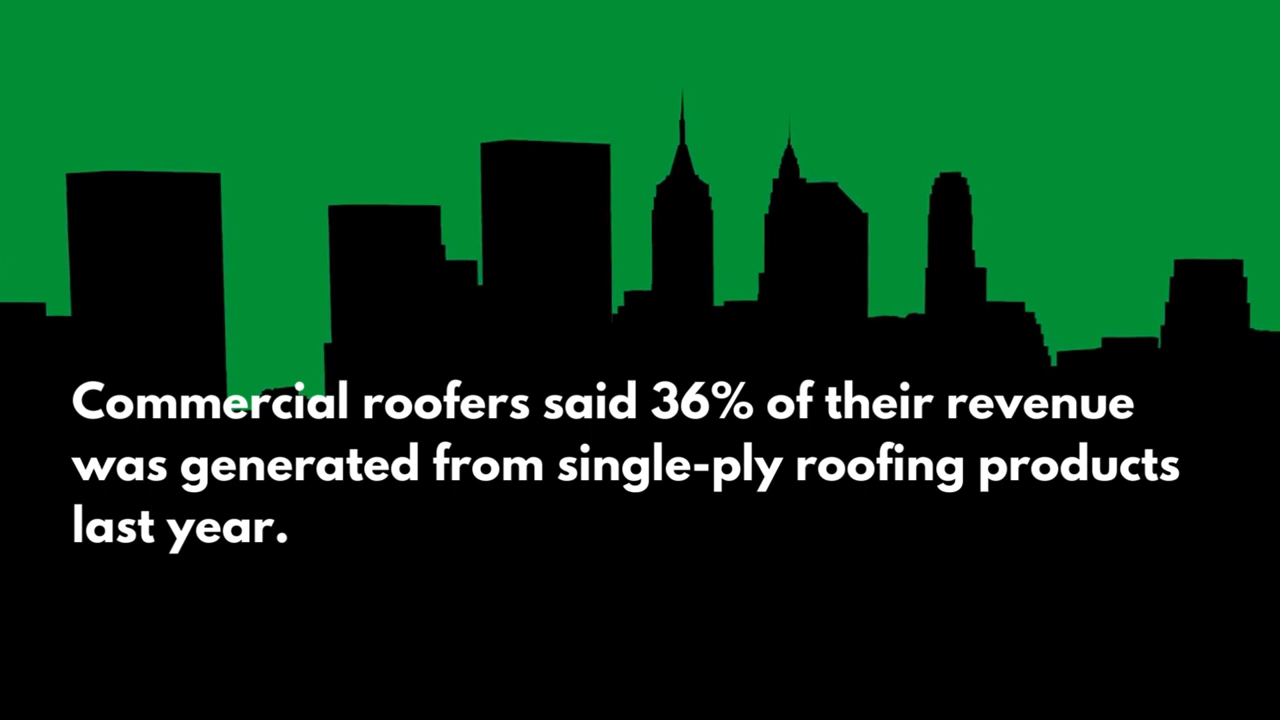 Commercial roofers said 36% of their revenue
was generated from single-ply roofing products
last year.